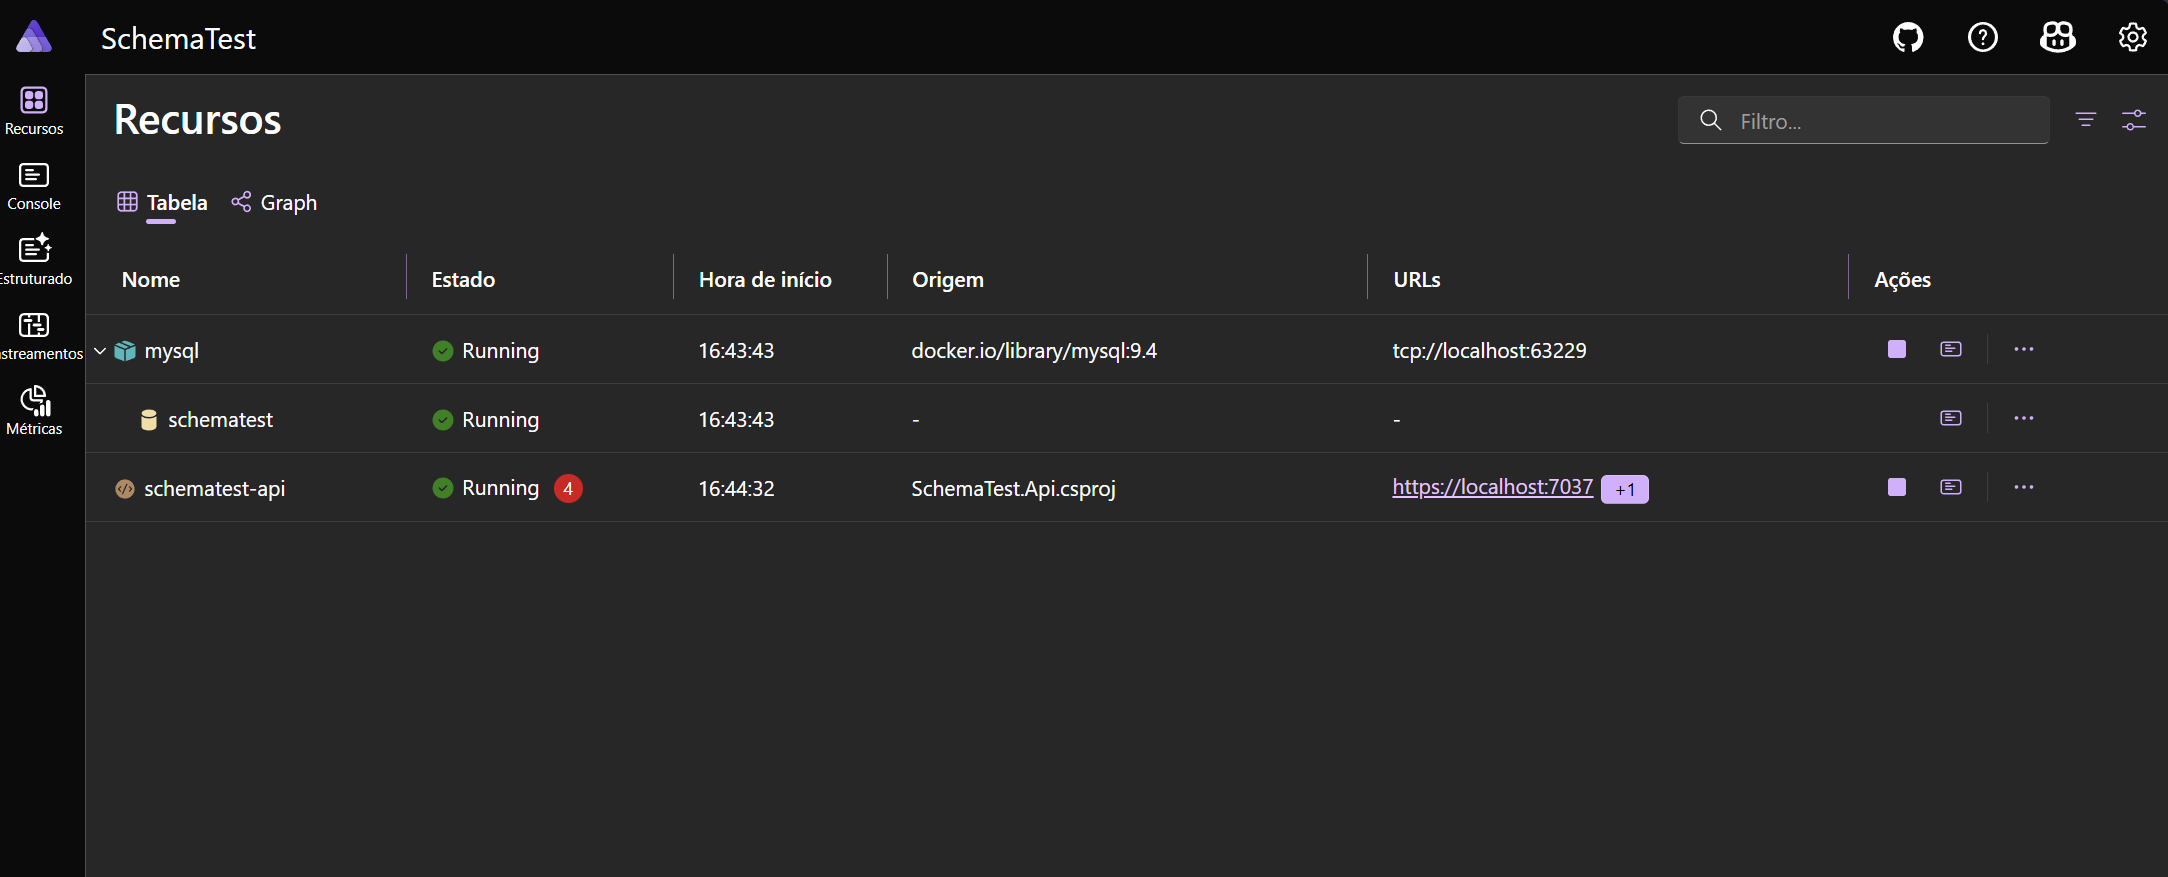 SchemaTest
Recursos
Console
Estruturado
astreamentos
Métricas
Recursos
Filtro...
Tabela Graph
Nome Estado Hora de início Origem URLs Ações
mysql Running 16:43:43 docker.io/library/mysql:9.4 tcp://localhost:63229
schematest Running 16:43:43 - -
schematest-api Running 4 16:44:32 SchemaTest.Api.csproj https://localhost:7037 +1